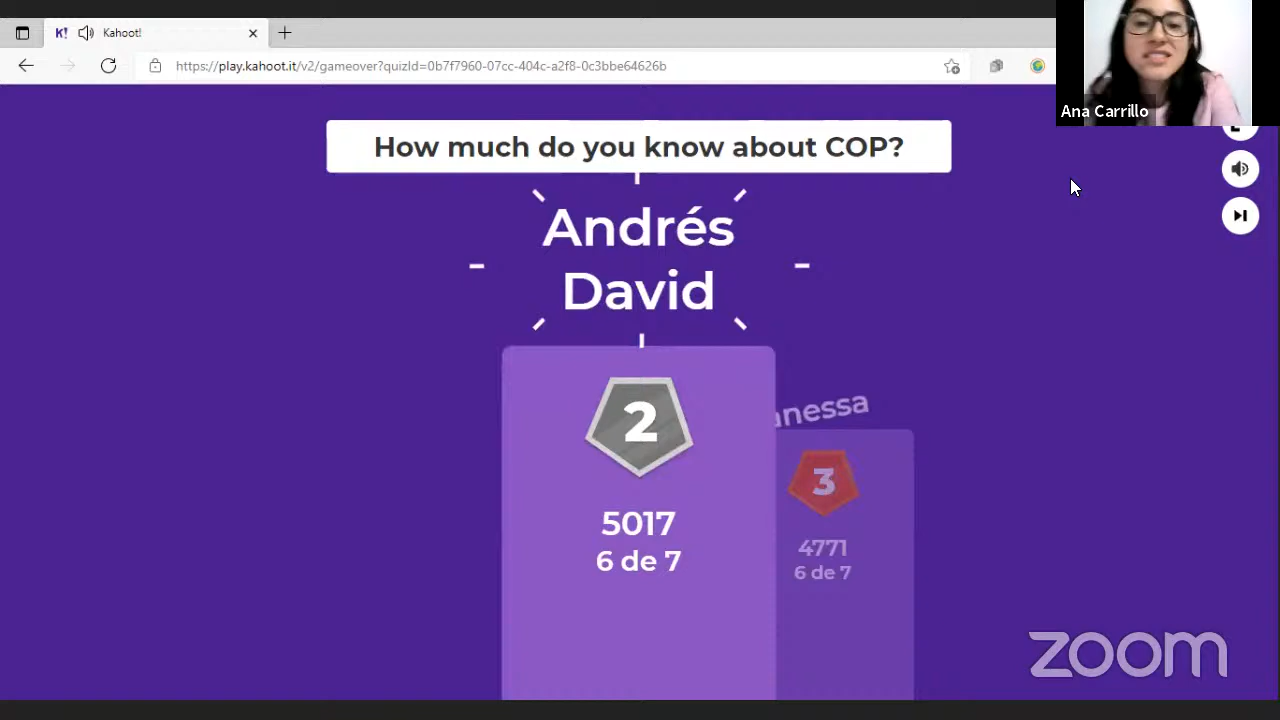 K! Kahoot!
https://play.kahoot.it/v2/gameover?quizId=0b7f7960-07cc-404c-a2f8-0c3bbe64626b
Ana Carrillo
How much do you know about COP?
Andrés
David
2
5017
6 de 7
anessa
3
4771
6 de 7
zoom